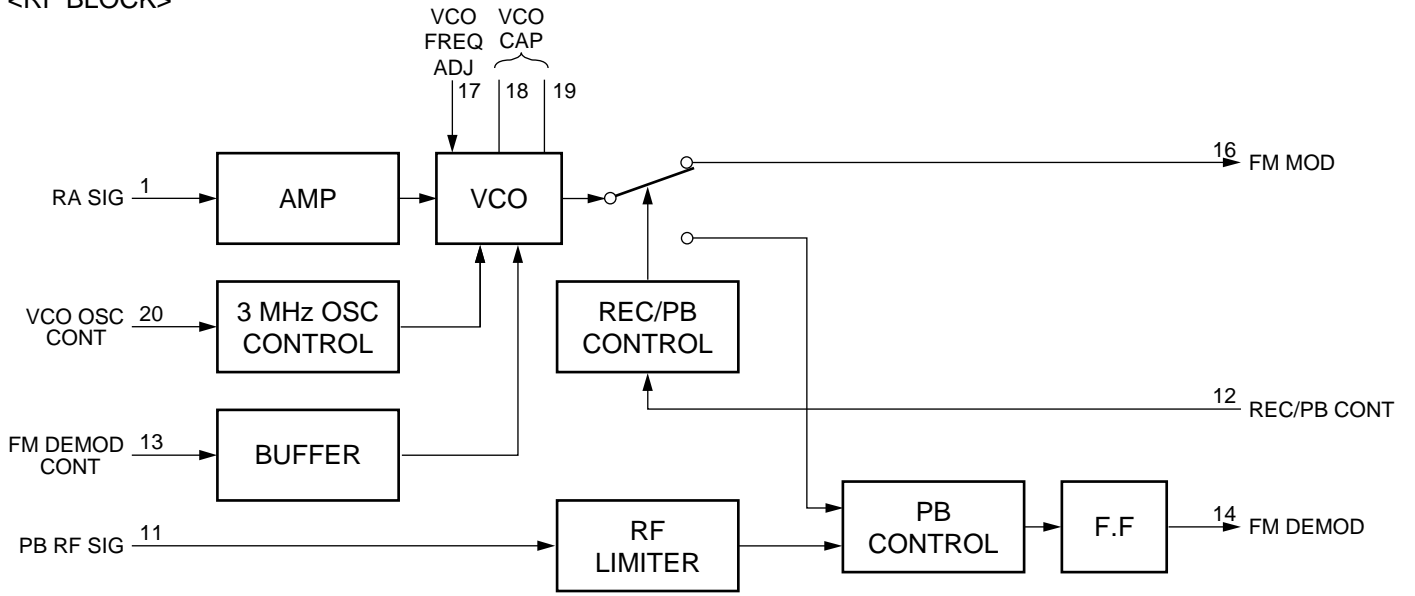 <RF BLOCK>
VCO
FREQ
ADJ
VCO
CAP
17
18
19
RA SIG
1
AMP
VCO
16
FM MOD
VCO OSC
CONT
20
3 MHz OSC
CONTROL
REC/PB
CONTROL
12
REC/PB CONT
FM DEMOD
CONT
13
BUFFER
PB RF SIG
11
RF
LIMITER
PB
CONTROL
F.F
14
FM DEMOD